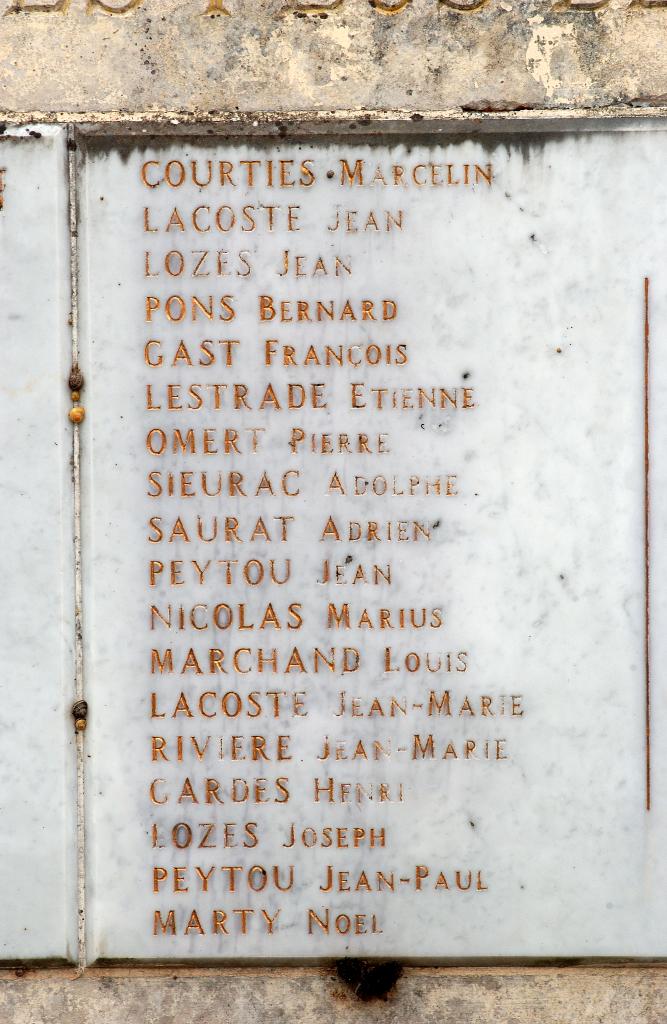 COURTIES MARCELIN
LACOSTE JEAN
LOZES JEAN
PONS BERNARD
GAST FRANÇOIS
LESTRADE ETIENNE
OMERT PIERRE
SIEURAC ADOLPHE
SAURAT ADRIEN
PEYTOU JEAN
NICOLAS MARIUS
MARCHAND LOUIS
LACOSTE JEAN-MARIE
RIVIERE JEAN-MARIE
CARDES HENRI
LOZES JOSEPH
PEYTOU JEAN-PAUL
MARTY NOEL